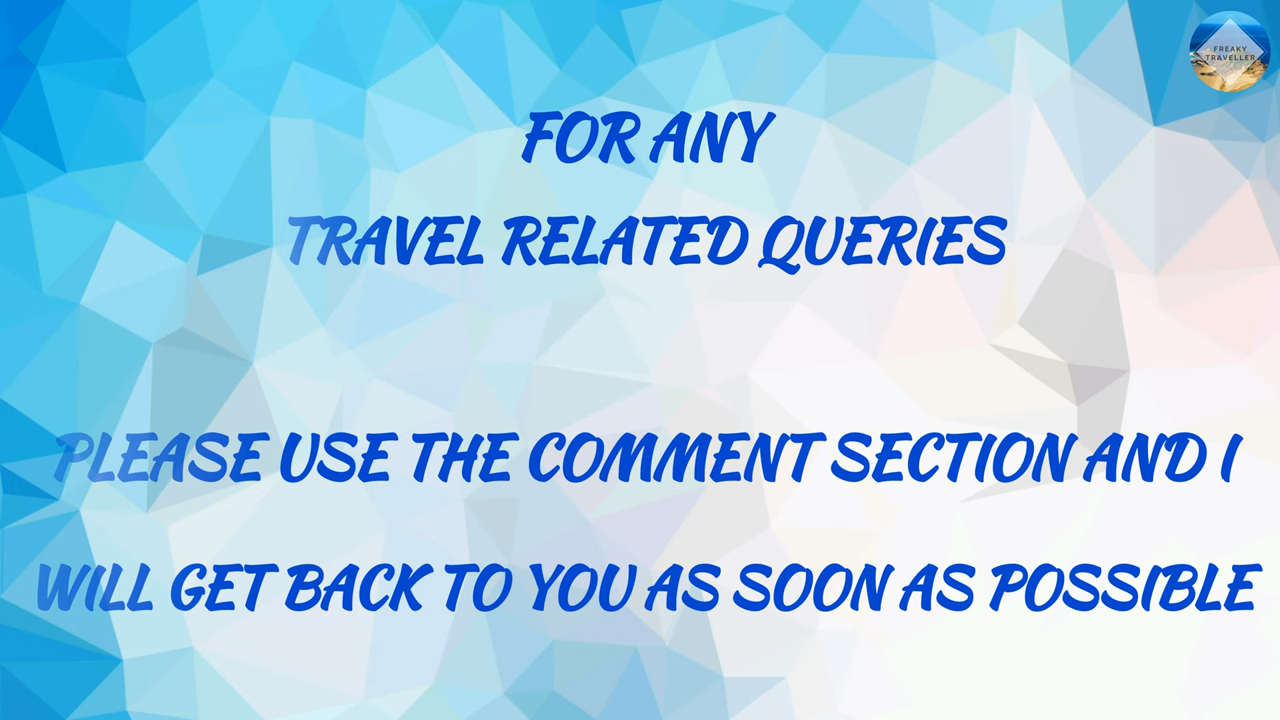 FREAKY
TRAVELLER
FOR ANY
TRAVEL RELATED QUERIES
PLEASE USE THE COMMENT SECTION AND I
WILL GET BACK TO YOU AS SOON AS POSSIBLE